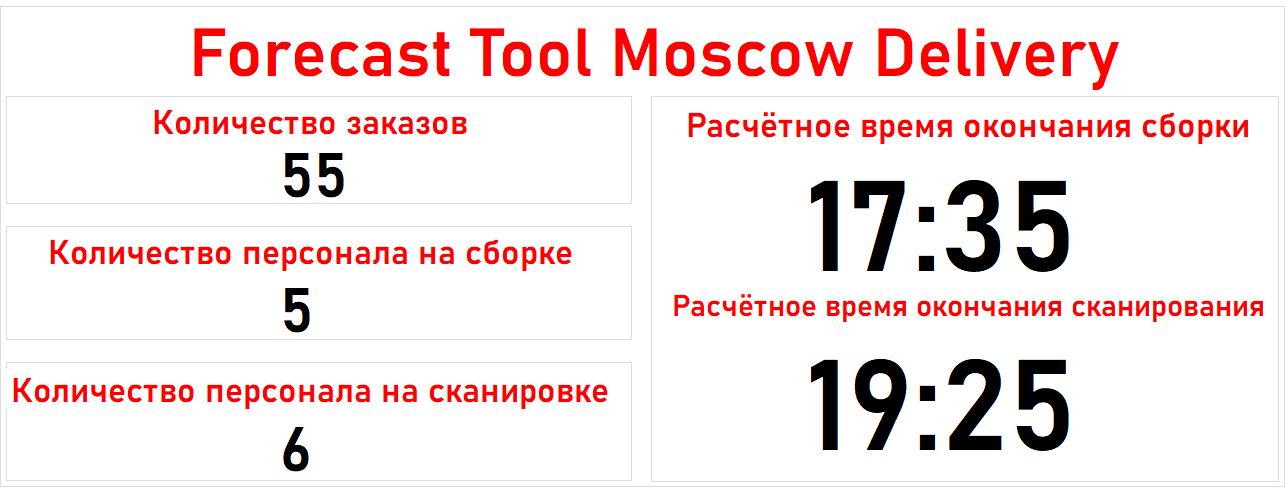 Forecast Tool Moscow Delivery
Количество заказов
55
Количество персонала на сборке
5
Количество персонала на сканировке
6
Расчётное время окончания сборки
17:35
Расчётное время окончания сканирования
19:25